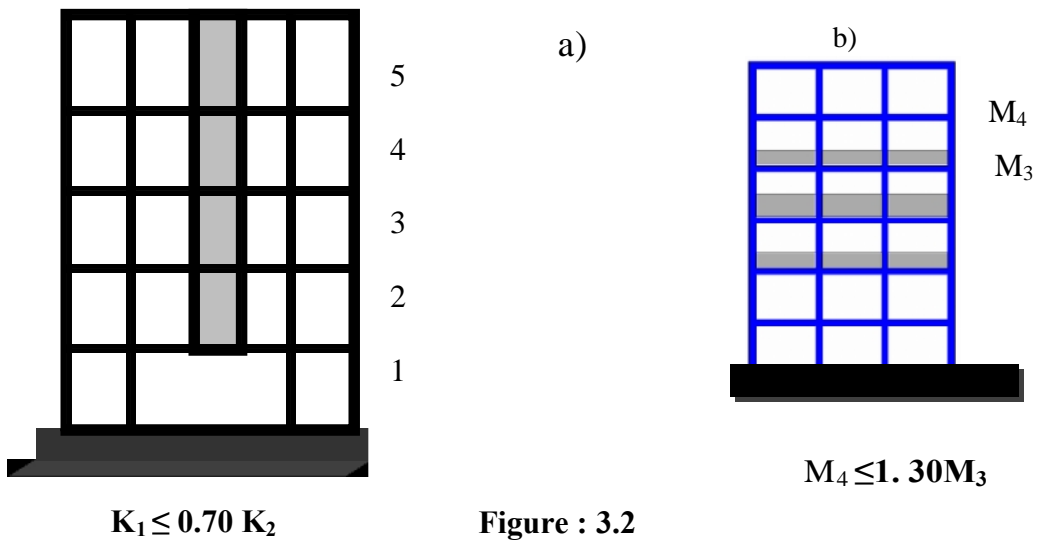 a)
b)
5
4
3
2
1
M₄
M₃
M₄ ≤1. 30M₃
K₁ ≤ 0.70 K₂
Figure : 3.2